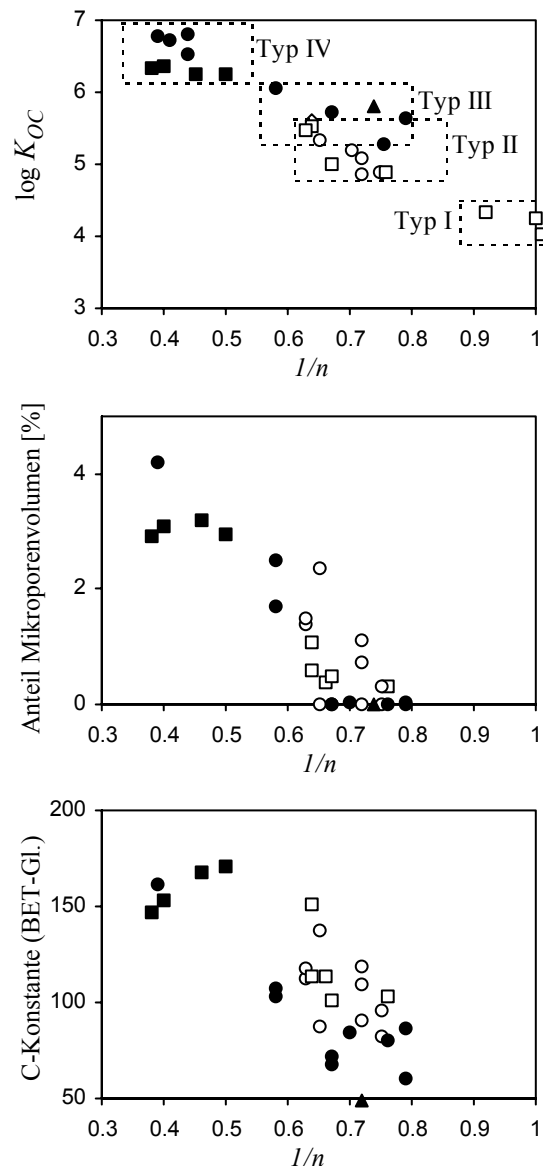 7
6
5
4
3
log K_OC
Typ IV
Typ III
Typ II
Typ I
0.3 0.4 0.5 0.6 0.7 0.8 0.9 1
1/n
4
2
0
Anteil Mikroporenvolumen [%]
0.3 0.4 0.5 0.6 0.7 0.8 0.9 1
1/n
200
150
100
50
C-Konstante (BET-Gl.)
0.3 0.4 0.5 0.6 0.7 0.8 0.9 1
1/n